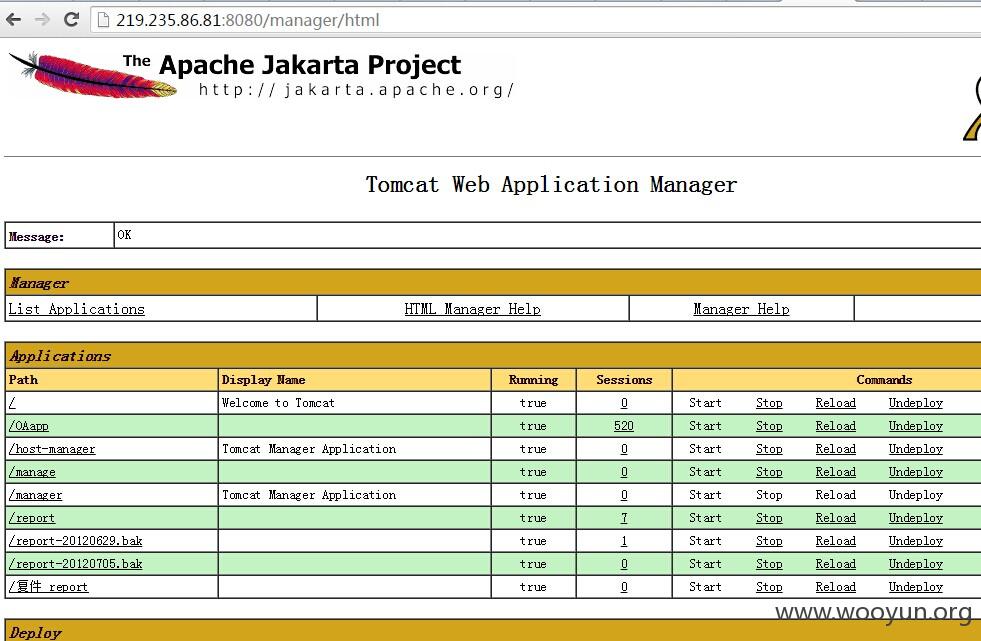 219.235.86.81:8080/manager/html
The Apache Jakarta Project
http://jakarta.apache.org/
Tomcat Web Application Manager
Message: OK
Manager
List Applications HTML Manager Help Manager Help
Applications
Path Display Name Running Sessions Commands
/ Welcome to Tomcat true 0 Start Stop Reload Undeploy
/OAapp true 520 Start Stop Reload Undeploy
/host-manager Tomcat Manager Application true 0 Start Stop Reload Undeploy
/manage true 0 Start Stop Reload Undeploy
/manager Tomcat Manager Application true 0 Start Stop Reload Undeploy
/report true 7 Start Stop Reload Undeploy
/report-20120629.bak true 1 Start Stop Reload Undeploy
/report-20120705.bak true 0 Start Stop Reload Undeploy
/复件 report true 0 Start Stop Reload Undeploy
www.wooyun.org
Deploy